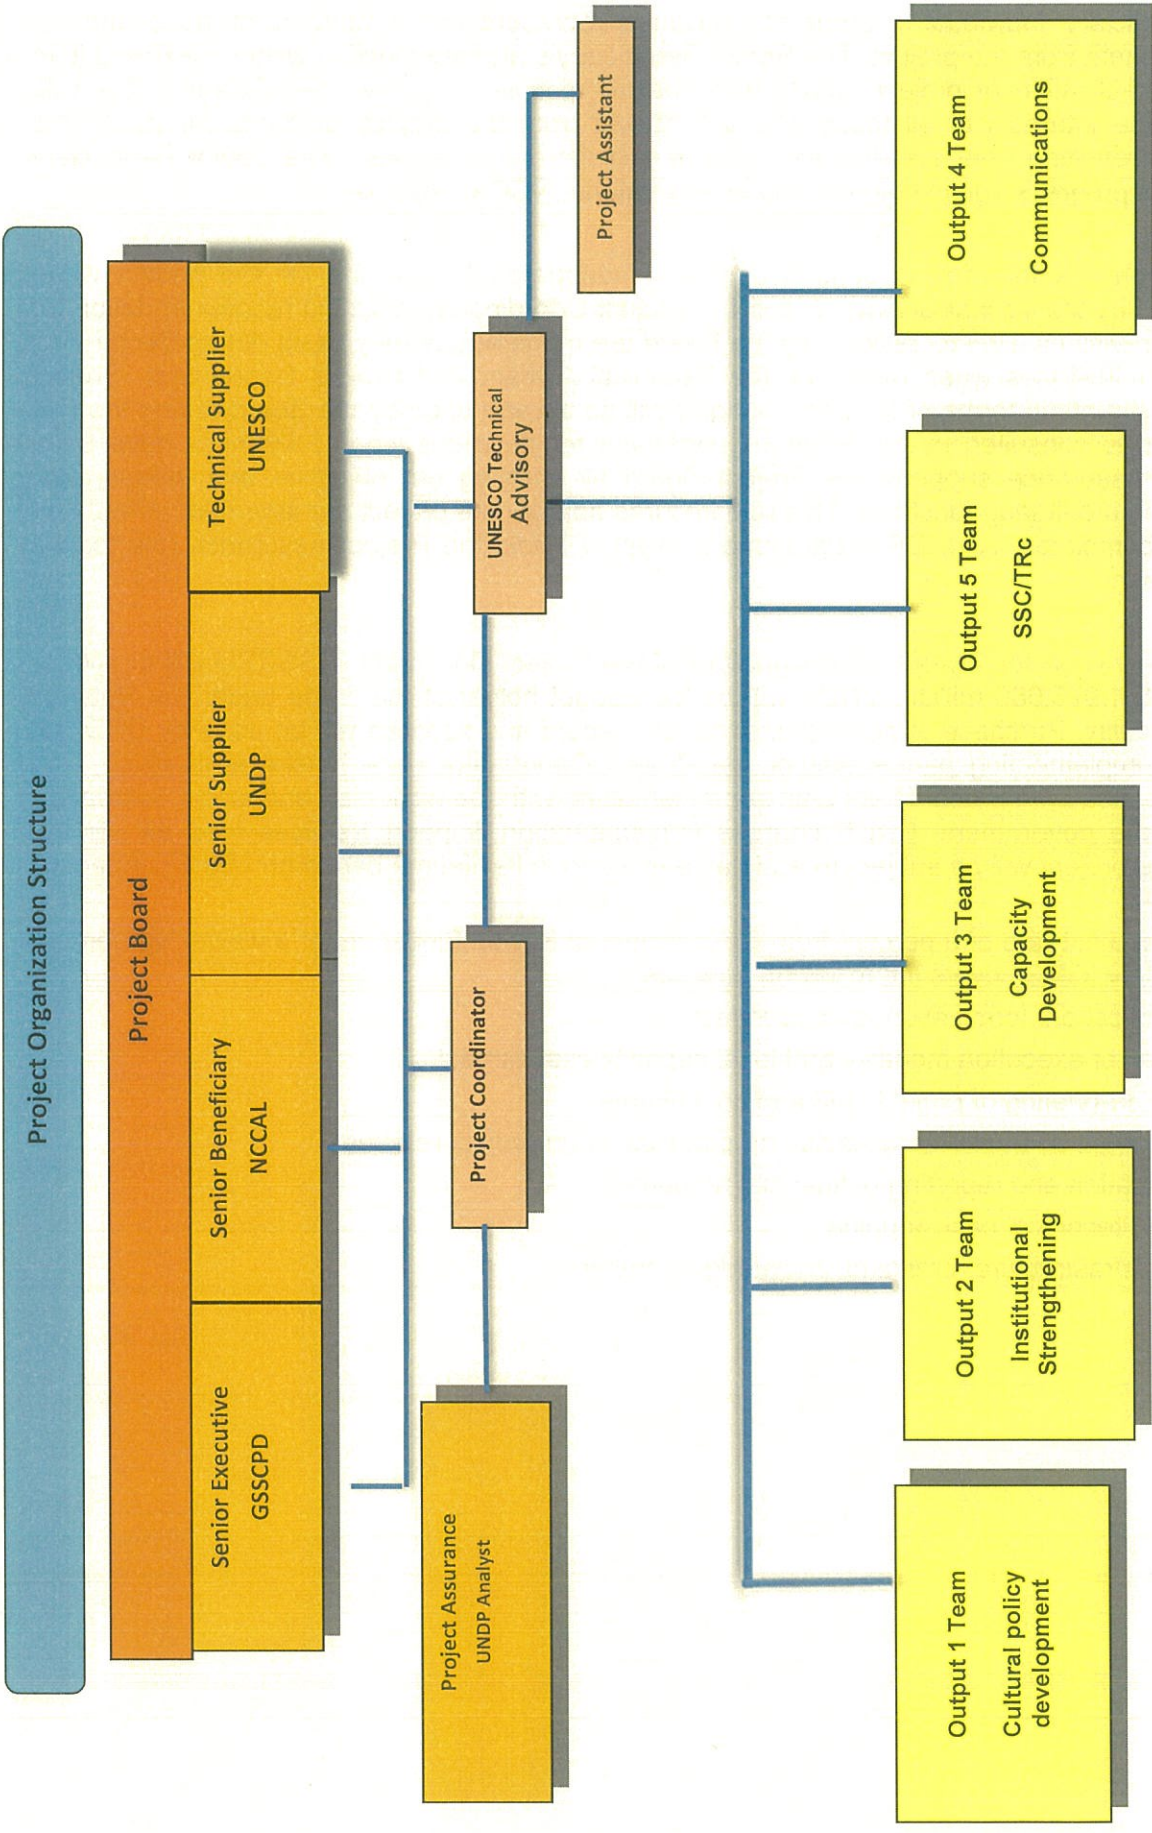 Project Organization Structure
Project Board
Senior Executive
GSSCPD
Senior Beneficiary
NCCAL
Senior Supplier
UNDP
Technical Supplier
UNESCO
Project Assurance
UNDP Analyst
Project Coordinator
UNESCO Technical
Advisory
Project Assistant
Output 1 Team
Cultural policy
development
Output 2 Team
Institutional
Strengthening
Output 3 Team
Capacity
Development
Output 5 Team
SSC/TRc
Output 4 Team
Communications